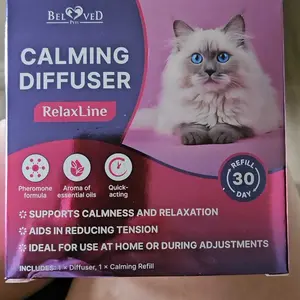 BELOVED
PETS
CALMING
DIFFUSER
RelaxLine
Pheromone
formula
Aroma of
essential oils
Quick-
acting
REFILL
30
DAY
SUPPORTS CALMNESS AND RELAXATION
AIDS IN REDUCING TENSION
IDEAL FOR USE AT HOME OR DURING ADJUSTMENTS
INCLUDES: 1 × Diffuser, 1 × Calming Refill